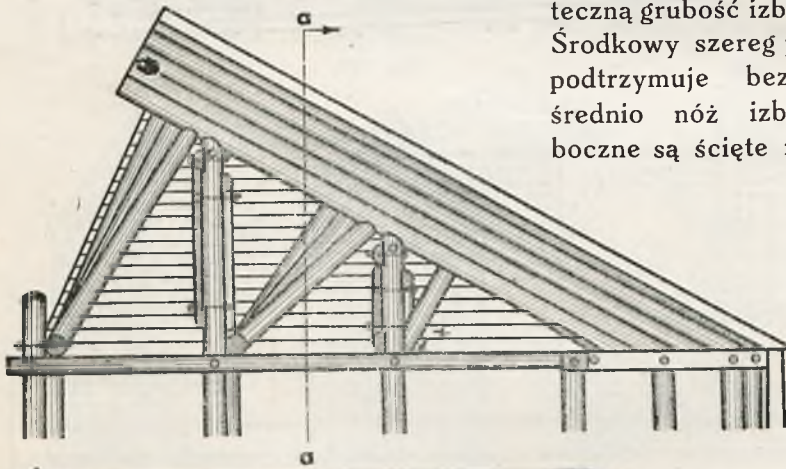 a
teczną grubość izb
Środkowy szereg
podtrzymuje bez
średnio nóż izb
boczne są ścięte
a